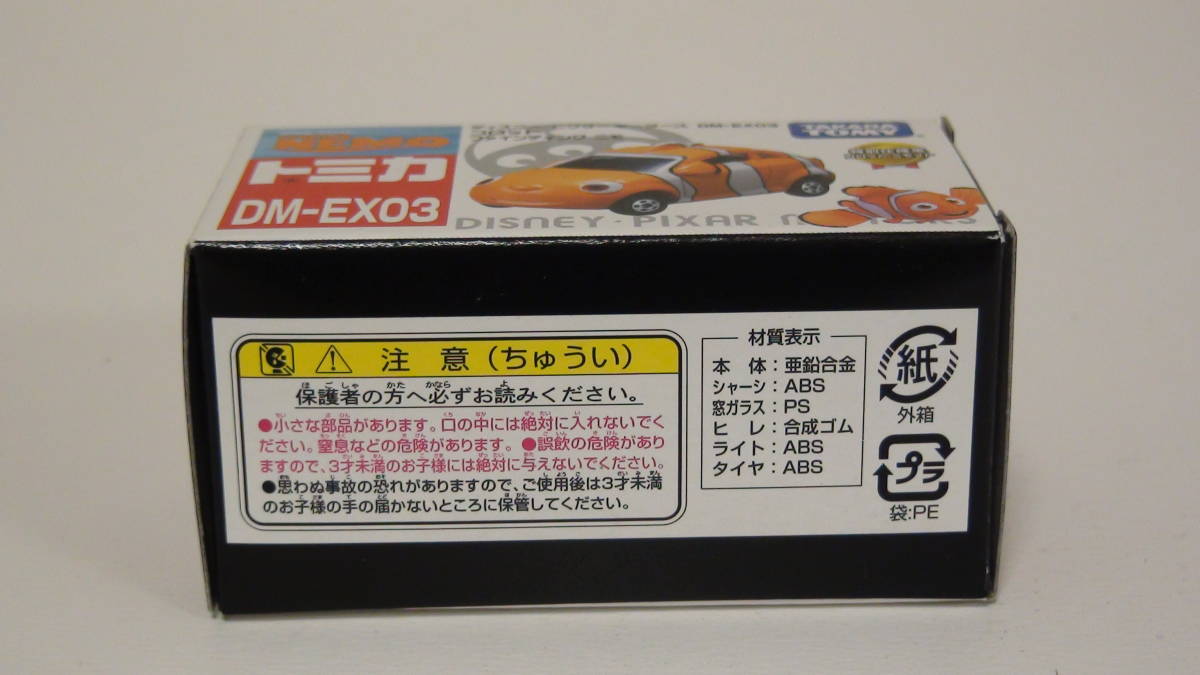 NEMO
トミカ
DM-EX03
DM-EX03
TAKARA TOMY
DISNEY・PIXAR
注意(ちゅうい)
保護者の方へ必ずお読みください。
●小さな部品があります。口の中には絶対に入れないでく
ださい。窒息などの危険があります。●誤飲の危険があり
ますので、3才未満のお子様には絶対に与えないでください。
●思わぬ事故の恐れがありますので、ご使用後は3才未満
のお子様の手の届かないところに保管してください。
材質表示
本体:亜鉛合金
シャーシ:ABS
窓ガラス:PS
ヒレ:合成ゴム
ライト:ABS
タイヤ:ABS
紙
外箱
プラ
袋:PE